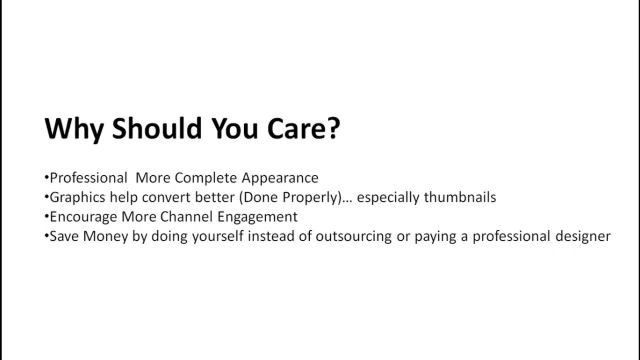 Why Should You Care?
•Professional  More Complete Appearance
•Graphics help convert better (Done Properly)... especially thumbnails
•Encourage More Channel Engagement
•Save Money by doing yourself instead of outsourcing or paying a professional designer